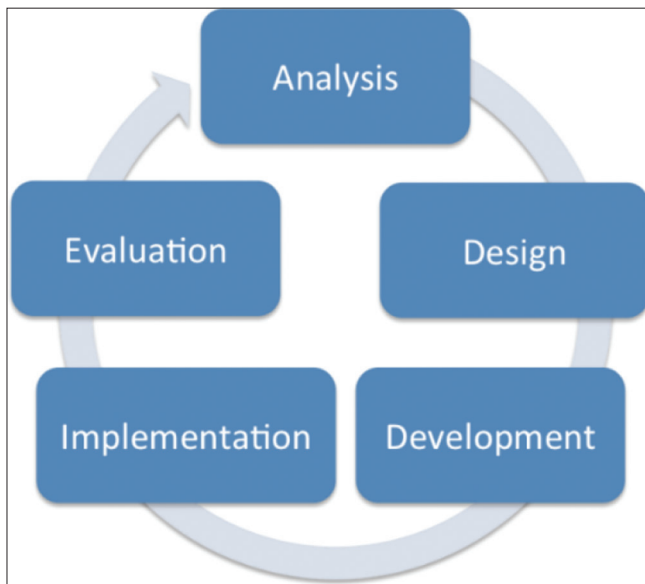 Analysis
Design
Development
Implementation
Evaluation